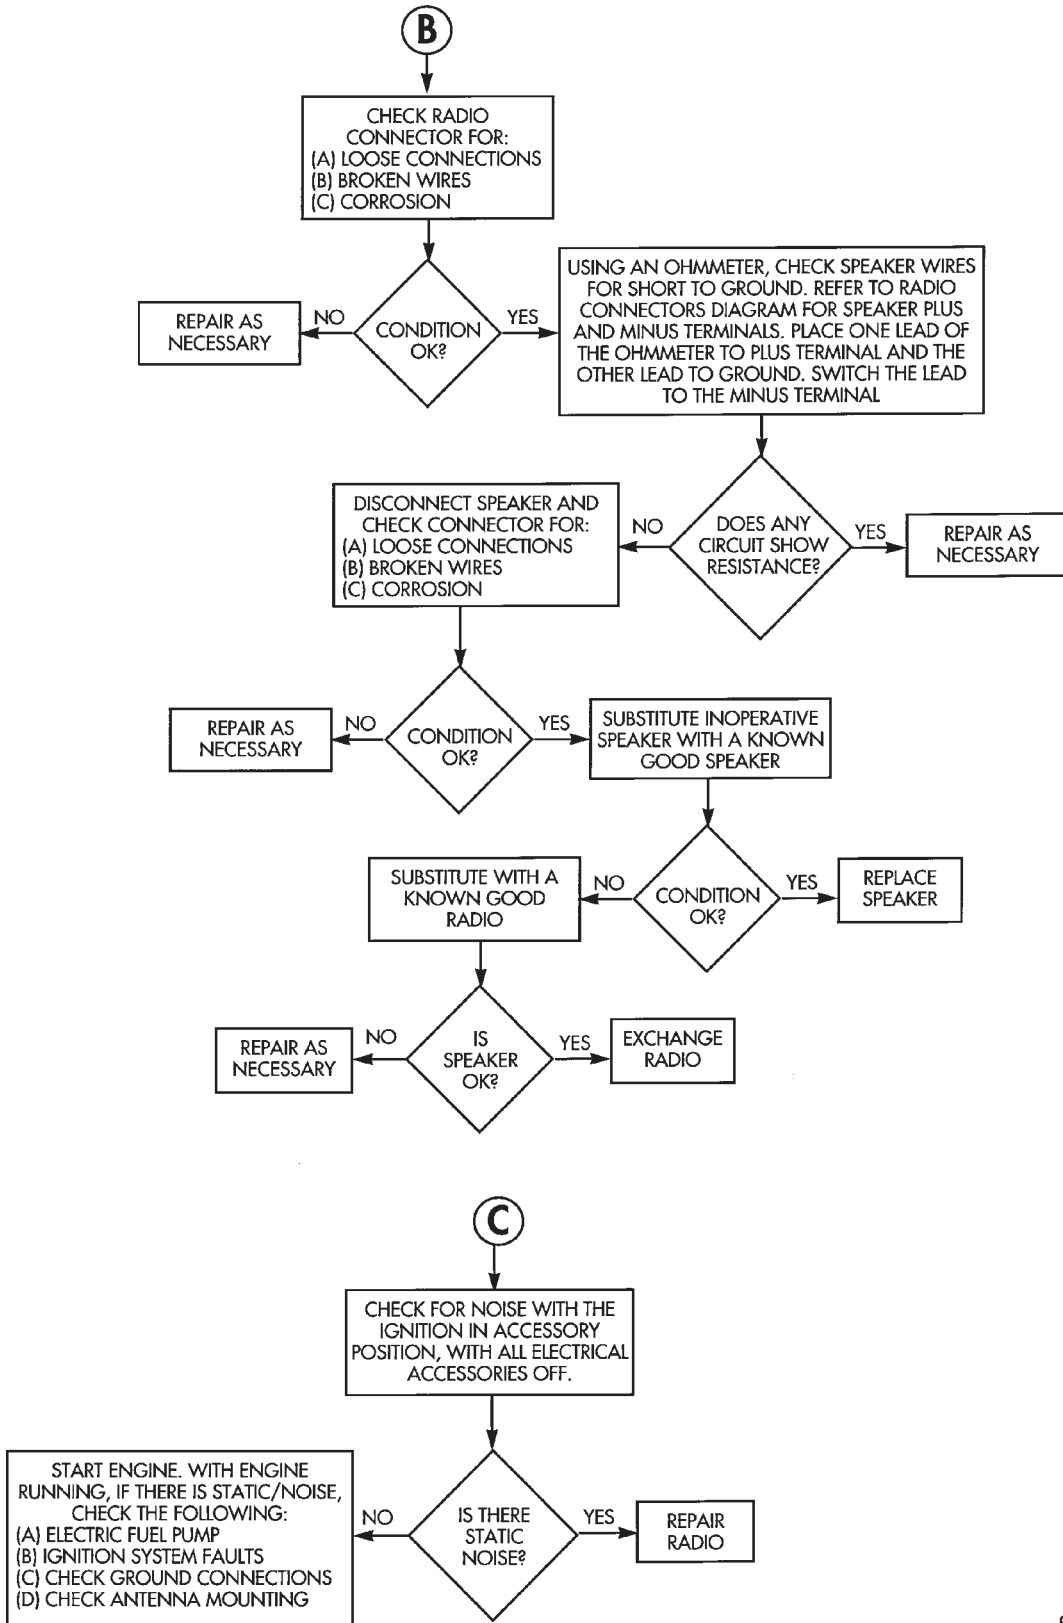 B
CHECK RADIO
CONNECTOR FOR:
(A) LOOSE CONNECTIONS
(B) BROKEN WIRES
(C) CORROSION
CONDITION
OK?
NO
REPAIR AS
NECESSARY
YES
USING AN OHMMETER, CHECK SPEAKER WIRES
FOR SHORT TO GROUND. REFER TO RADIO
CONNECTORS DIAGRAM FOR SPEAKER PLUS
AND MINUS TERMINALS. PLACE ONE LEAD OF
THE OHMMETER TO PLUS TERMINAL AND THE
OTHER LEAD TO GROUND. SWITCH THE LEAD
TO THE MINUS TERMINAL
DOES ANY
CIRCUIT SHOW
RESISTANCE?
YES
REPAIR AS
NECESSARY
NO
DISCONNECT SPEAKER AND
CHECK CONNECTOR FOR:
(A) LOOSE CONNECTIONS
(B) BROKEN WIRES
(C) CORROSION
CONDITION
OK?
NO
REPAIR AS
NECESSARY
YES
SUBSTITUTE INOPERATIVE
SPEAKER WITH A KNOWN
GOOD SPEAKER
CONDITION
OK?
YES
REPLACE
SPEAKER
NO
SUBSTITUTE WITH A
KNOWN GOOD
RADIO
IS
SPEAKER
OK?
NO
REPAIR AS
NECESSARY
YES
EXCHANGE
RADIO
C
CHECK FOR NOISE WITH THE
IGNITION IN ACCESSORY
POSITION, WITH ALL ELECTRICAL
ACCESSORIES OFF.
IS THERE
STATIC
NOISE?
YES
REPAIR
RADIO
NO
START ENGINE. WITH ENGINE
RUNNING, IF THERE IS STATIC/NOISE,
CHECK THE FOLLOWING:
(A) ELECTRIC FUEL PUMP
(B) IGNITION SYSTEM FAULTS
(C) CHECK GROUND CONNECTIONS
(D) CHECK ANTENNA MOUNTING